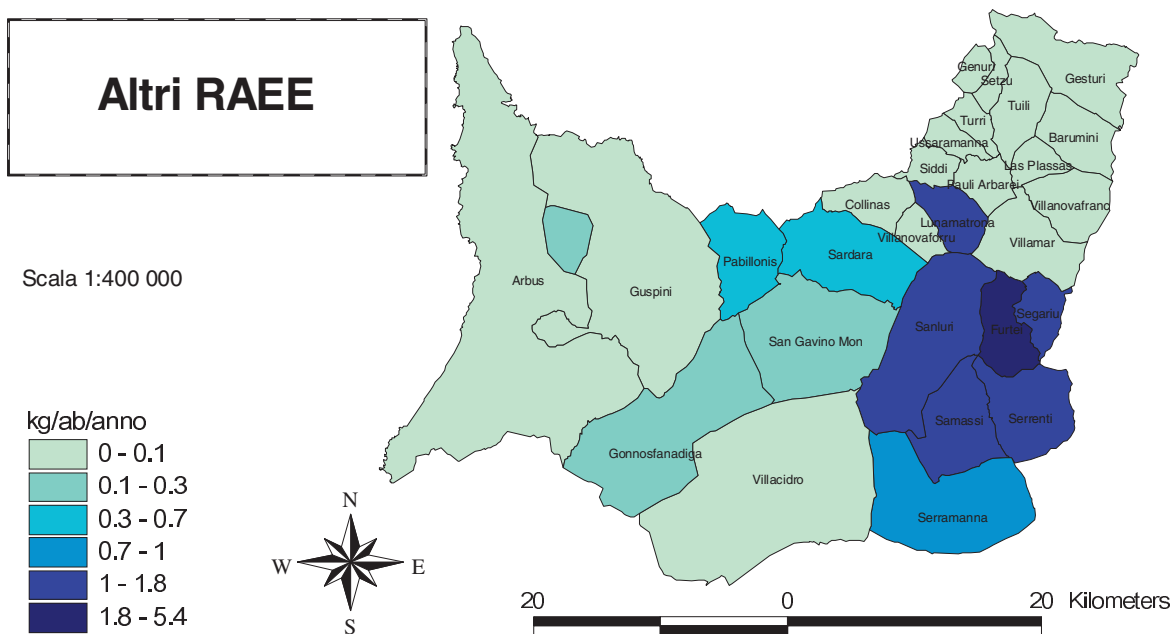 Altri RAEE
Scala 1:400 000
Genuri
Setzu
Gesturi
Tuili
Turri
Barumini
Ussaramanna
Las Plassas
Siddi
Pauli Arbarei
Collinas
Villanovafranc
Lunamatrona
Villanovaforru
Villamar
Sardara
Pabillonis
Arbus
Guspini
Segariu
Sanluri
Furtei
San Gavino Mon
Samassi
Serrenti
Gonnosfanadiga
Villacidro
Serramanna
kg/ab/anno
0 - 0.1
0.1 - 0.3
0.3 - 0.7
0.7 - 1
1 - 1.8
1.8 - 5.4
N
W
E
S
20 0 20 Kilometers